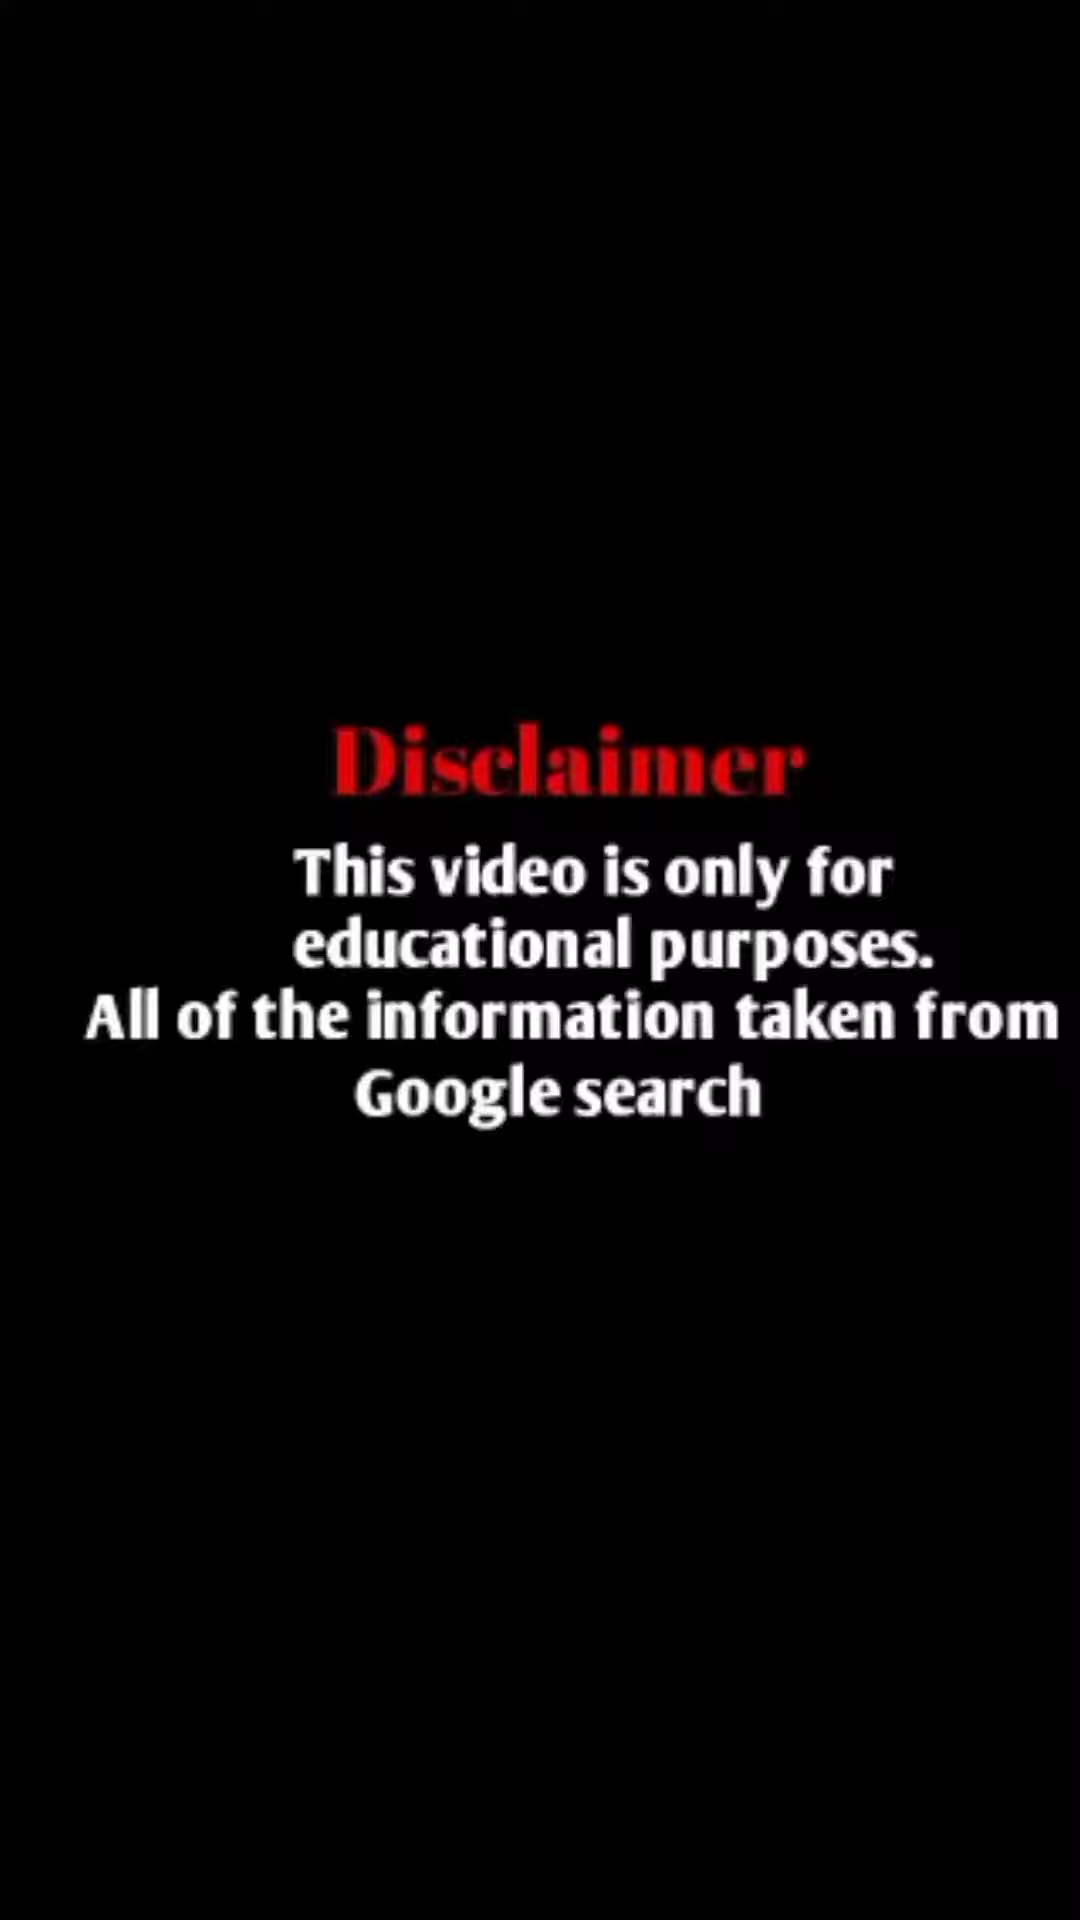 Disclaimer
This video is only for
educational purposes.
All of the information taken from
Google search